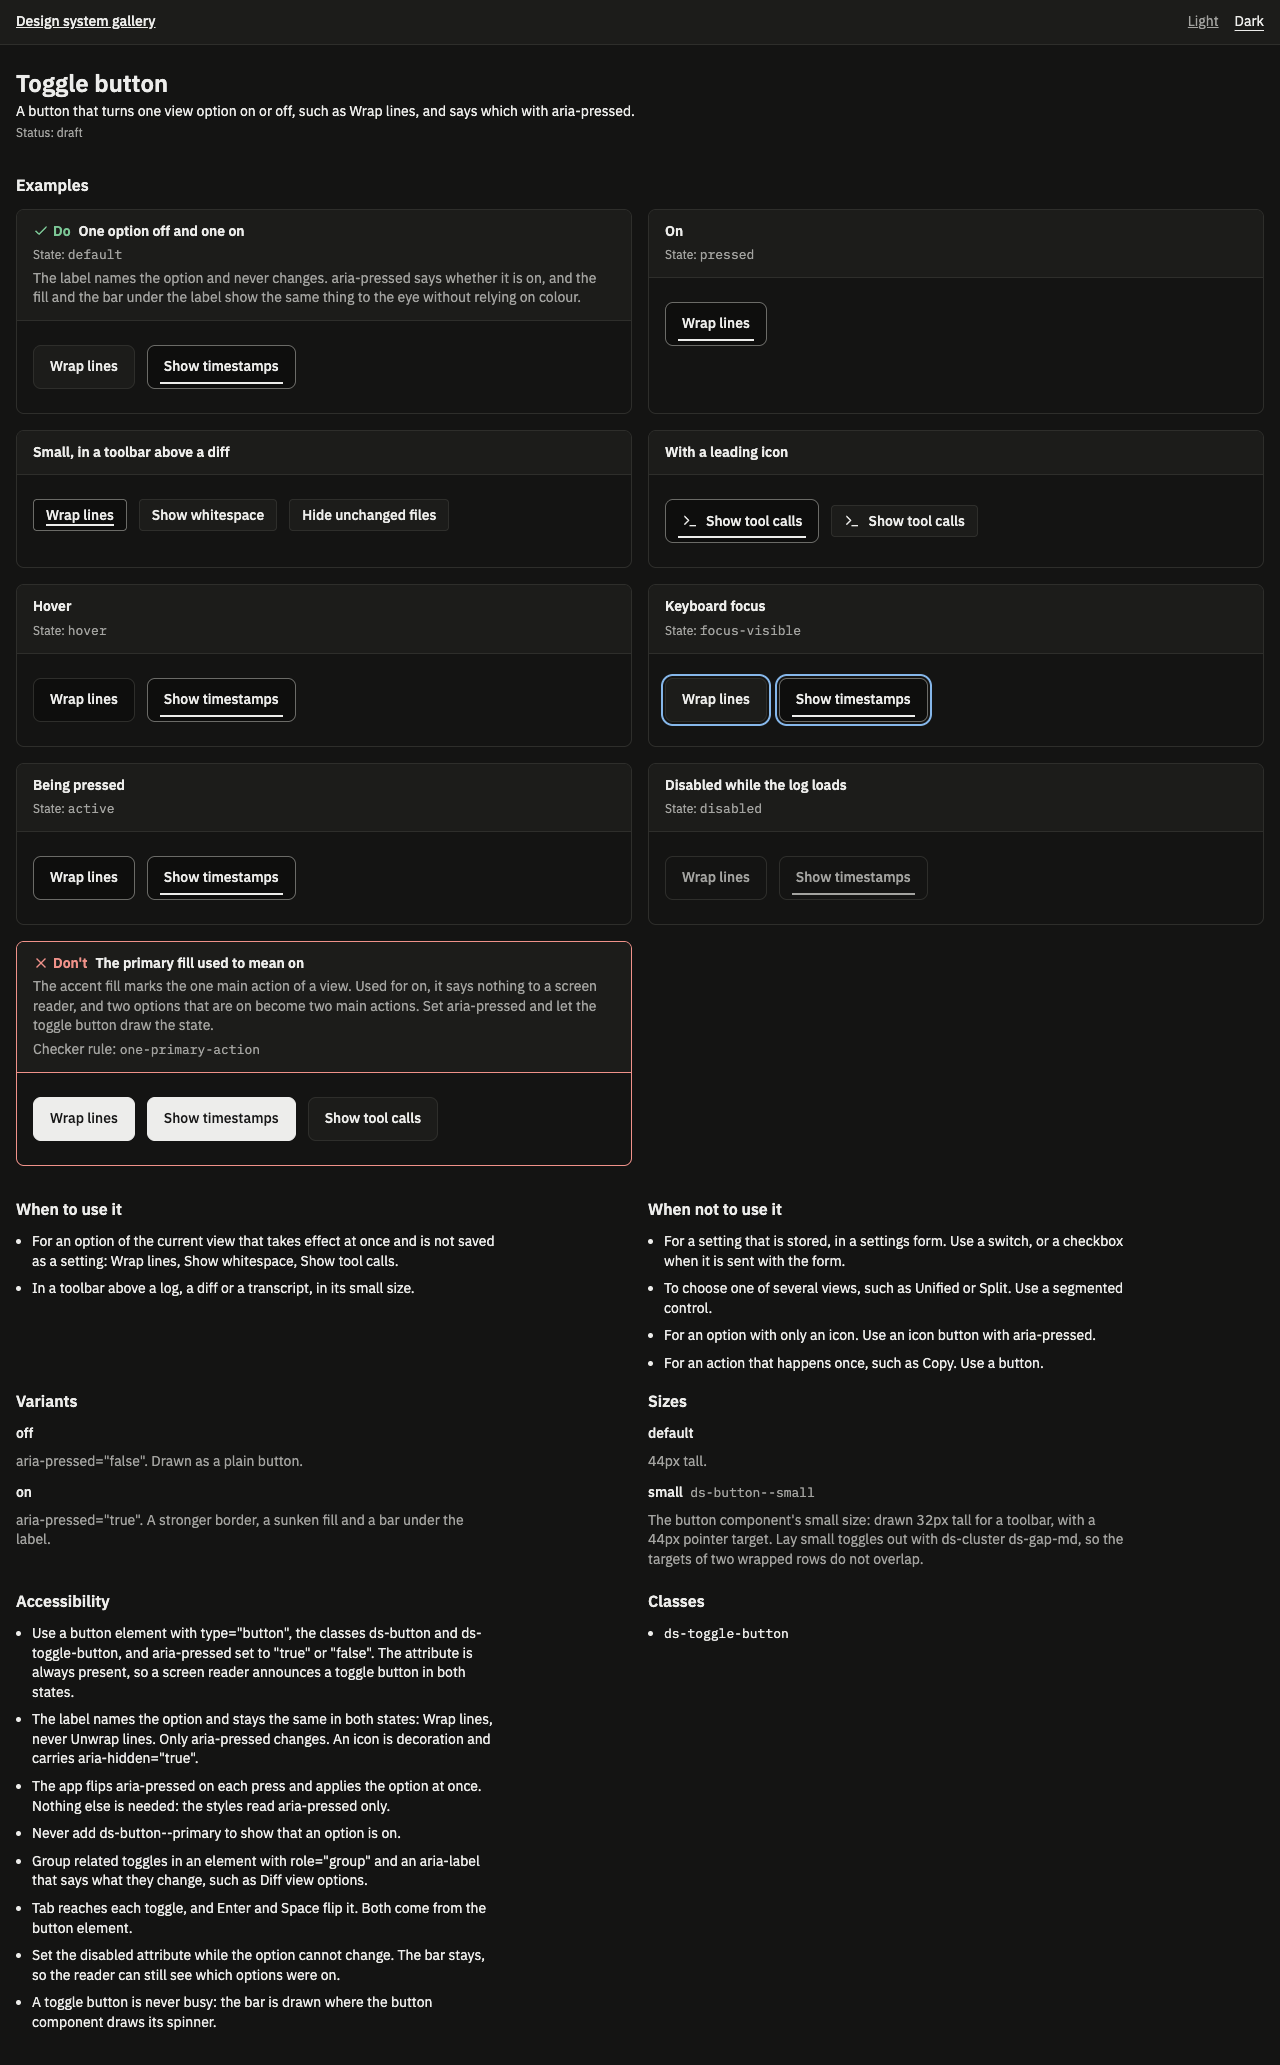 Design system gallery
Light Dark
Toggle button
A button that turns one view option on or off, such as Wrap lines, and says which with aria-pressed.
Status: draft
Examples
Do One option off and one on
State: default
The label names the option and never changes. aria-pressed says whether it is on, and the
fill and the bar under the label show the same thing to the eye without relying on colour.
Wrap lines
Show timestamps
On
State: pressed
Wrap lines
Small, in a toolbar above a diff
Wrap lines
Show whitespace
Hide unchanged files
With a leading icon
Show tool calls
Show tool calls
Hover
State: hover
Wrap lines
Show timestamps
Keyboard focus
State: focus-visible
Wrap lines
Show timestamps
Being pressed
State: active
Wrap lines
Show timestamps
Disabled while the log loads
State: disabled
Wrap lines
Show timestamps
Don't The primary fill used to mean on
The accent fill marks the one main action of a view. Used for on, it says nothing to a screen
reader, and two options that are on become two main actions. Set aria-pressed and let the
toggle button draw the state.
Checker rule: one-primary-action
Wrap lines
Show timestamps
Show tool calls
When to use it
For an option of the current view that takes effect at once and is not saved
as a setting: Wrap lines, Show whitespace, Show tool calls.
In a toolbar above a log, a diff or a transcript, in its small size.
When not to use it
For a setting that is stored, in a settings form. Use a switch, or a checkbox
when it is sent with the form.
To choose one of several views, such as Unified or Split. Use a segmented
control.
For an option with only an icon. Use an icon button with aria-pressed.
For an action that happens once, such as Copy. Use a button.
Variants
off
aria-pressed="false". Drawn as a plain button.
on
aria-pressed="true". A stronger border, a sunken fill and a bar under the
label.
Sizes
default
44px tall.
small ds-button--small
The button component's small size: drawn 32px tall for a toolbar, with a
44px pointer target. Lay small toggles out with ds-cluster ds-gap-md, so the
targets of two wrapped rows do not overlap.
Accessibility
Use a button element with type="button", the classes ds-button and ds-
toggle-button, and aria-pressed set to "true" or "false". The attribute is
always present, so a screen reader announces a toggle button in both
states.
The label names the option and stays the same in both states: Wrap lines,
never Unwrap lines. Only aria-pressed changes. An icon is decoration and
carries aria-hidden="true".
The app flips aria-pressed on each press and applies the option at once.
Nothing else is needed: the styles read aria-pressed only.
Never add ds-button--primary to show that an option is on.
Group related toggles in an element with role="group" and an aria-label
that says what they change, such as Diff view options.
Tab reaches each toggle, and Enter and Space flip it. Both come from the
button element.
Set the disabled attribute while the option cannot change. The bar stays,
so the reader can still see which options were on.
A toggle button is never busy: the bar is drawn where the button
component draws its spinner.
Classes
ds-toggle-button